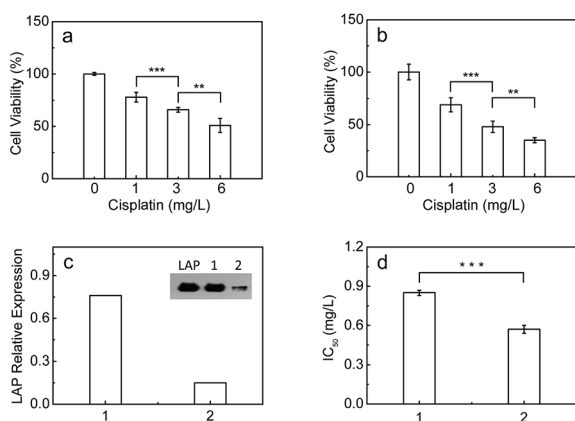 a
Cell Viability (%)
150
100
50
0
***
**
0 1 3 6
Cisplatin (mg/L)
b
Cell Viability (%)
150
100
50
0
***
**
0 1 3 6
Cisplatin (mg/L)
c
LAP Relative Expression
0.9
0.6
0.3
0.0
LAP 1 2
1 2
d
IC50 (mg/L)
1.2
0.9
0.6
0.3
0.0
***
1 2